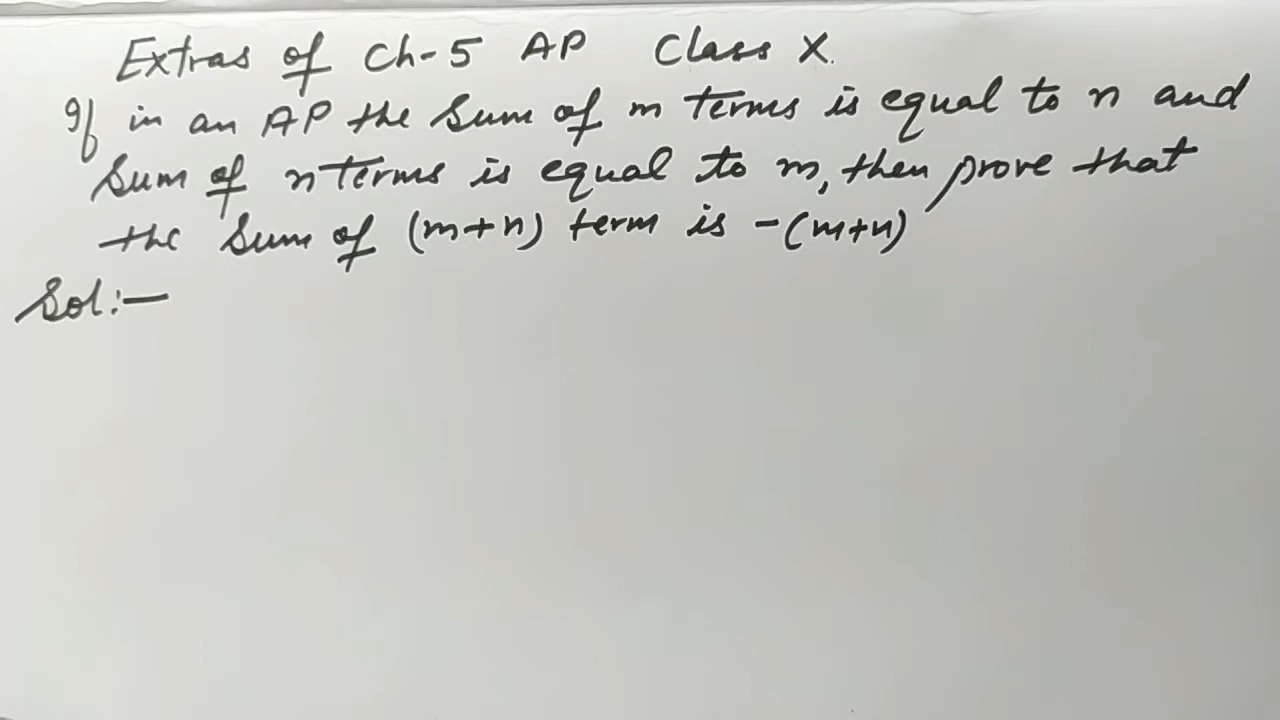 Extras of Ch-5 AP Class X.
If in an AP the Sum of m terms is equal to n and
Sum of n terms is equal to m, then prove that
the Sum of (m+n) term is -(m+n)
Sol:-